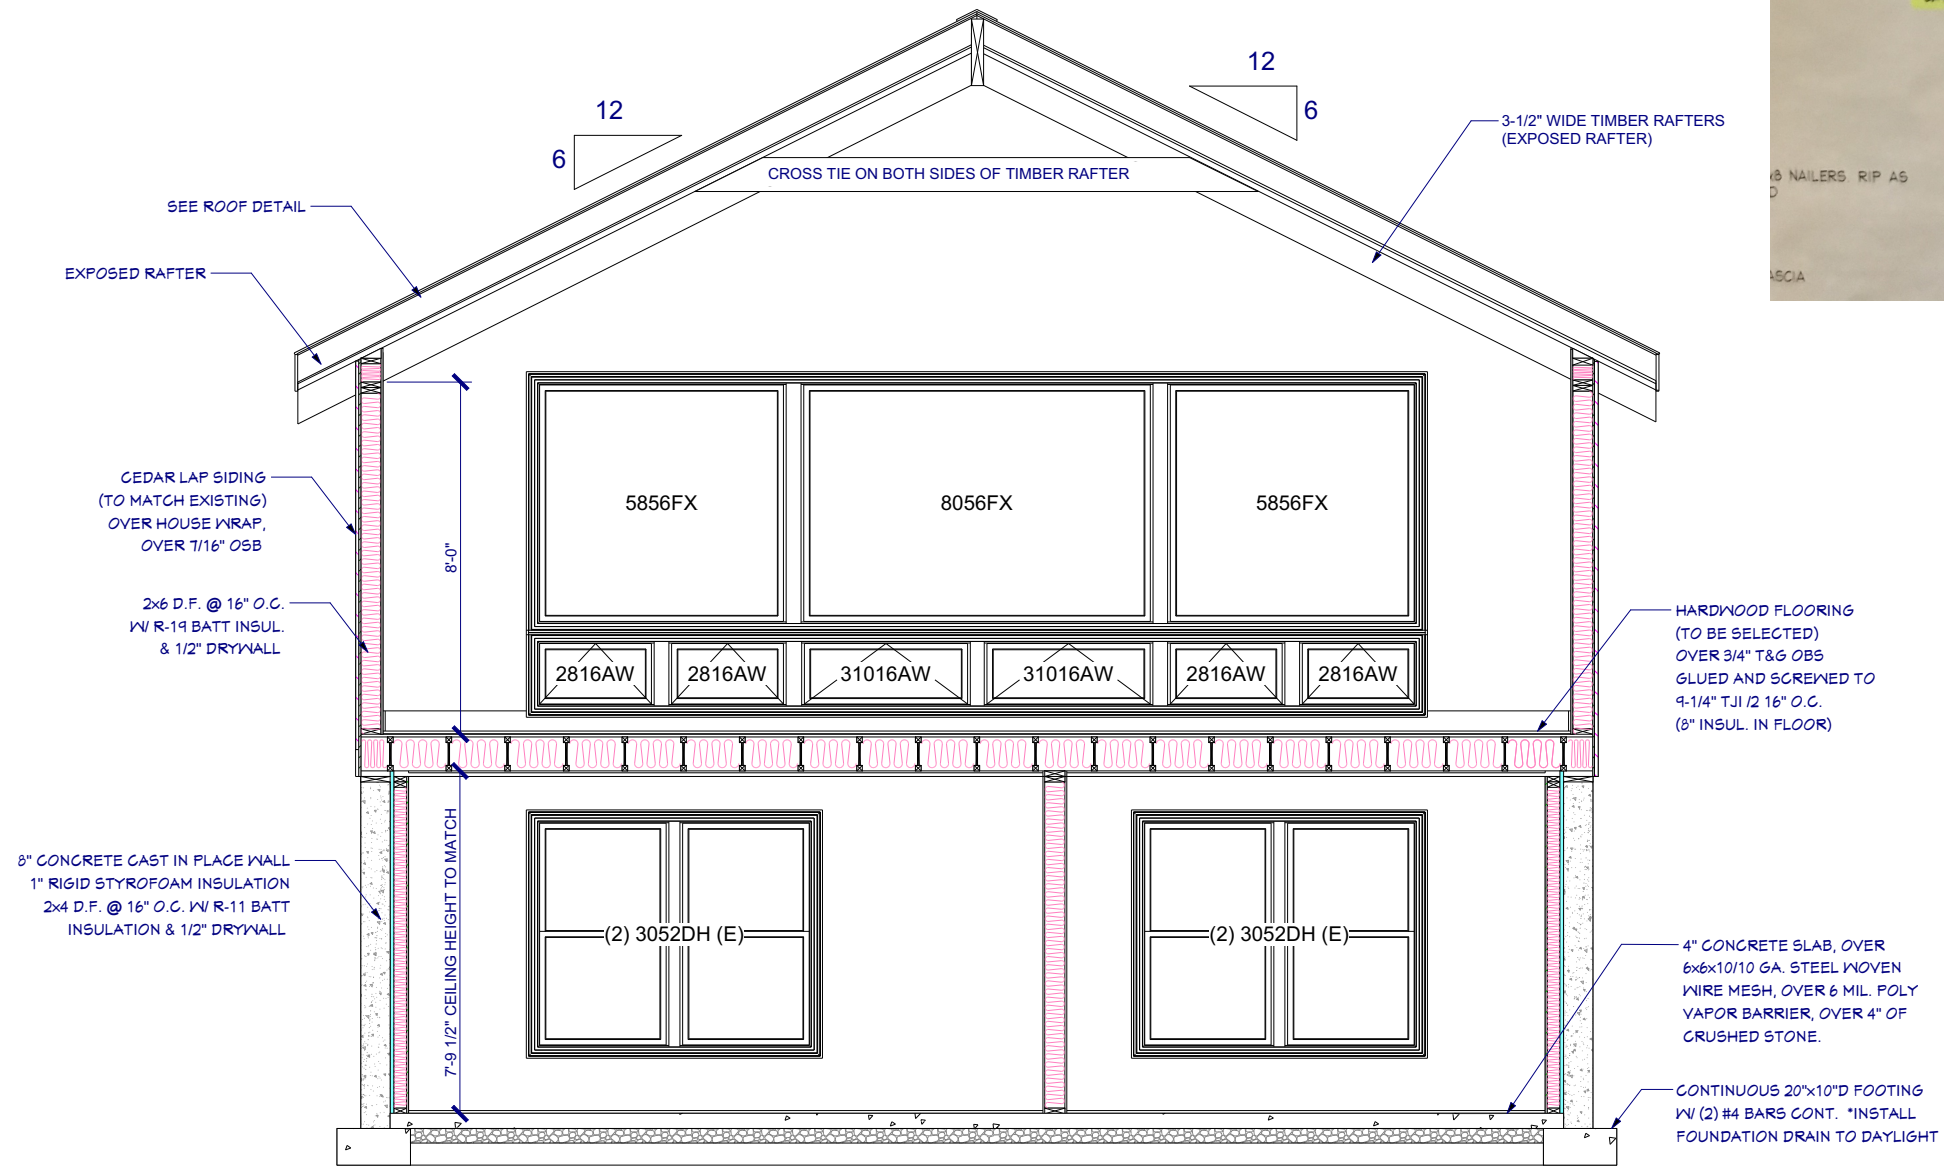 12
6
12
6
3-1/2" WIDE TIMBER RAFTERS
(EXPOSED RAFTER)
CROSS TIE ON BOTH SIDES OF TIMBER RAFTER
NAILERS. RIP AS
SEE ROOF DETAIL
EXPOSED RAFTER
CEDAR LAP SIDING
(TO MATCH EXISTING)
OVER HOUSE WRAP,
OVER 7/16" OSB
2x6 D.F. @ 16" O.C.
W/ R-19 BATT INSUL.
& 1/2" DRYWALL
8'-0"
5856FX
8056FX
5856FX
2816AW
2816AW
31016AW
31016AW
2816AW
2816AW
HARDWOOD FLOORING
(TO BE SELECTED)
OVER 3/4" T&G OBS
GLUED AND SCREWED TO
9-1/4" TJI /2 16" O.C.
(8" INSUL. IN FLOOR)
8" CONCRETE CAST IN PLACE WALL
1" RIGID STYROFOAM INSULATION
2x4 D.F. @ 16" O.C. W/ R-11 BATT
INSULATION & 1/2" DRYWALL
7'-9 1/2" CEILING HEIGHT TO MATCH
(2) 3052DH (E)
(2) 3052DH (E)
4" CONCRETE SLAB, OVER
6x6x10/10 GA. STEEL WOVEN
WIRE MESH, OVER 6 MIL. POLY
VAPOR BARRIER, OVER 4" OF
CRUSHED STONE.
CONTINUOUS 20"x10"D FOOTING
W/ (2) #4 BARS CONT. *INSTALL
FOUNDATION DRAIN TO DAYLIGHT